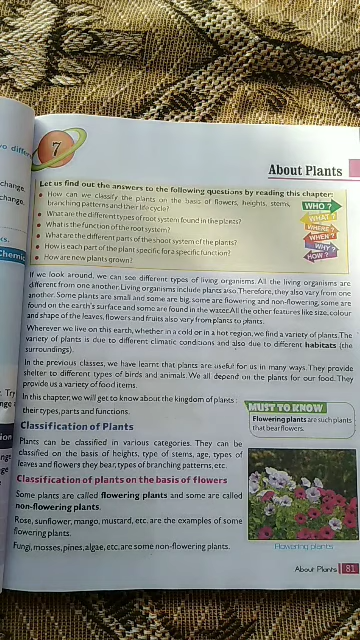 7
About Plants
Let us find out the answers to the following questions by reading this chapter:
• How can we classify the plants on the basis of flowers, heights, stems,
branching patterns and their life cycle?
• What are the different types of root system found in the plants?
• What is the function of the root system?
• What are the different parts of the shoot system of the plants?
• How is each part of the plant specific for a specific function?
• How are new plants grown?
WHO ?
WHAT ?
WHERE ?
WHEN ?
WHY ?
HOW ?
If we look around, we can see different types of living organisms. All the living organisms are
different from one another. Living organisms include plants also. Therefore, they also vary from one
another. Some plants are small and some are big, some are flowering and non-flowering, some are
found on the earth's surface and some are found in the water. All the other features like size, colour
and shape of the leaves, flowers and fruits also vary from plants to plants.
Wherever we live on this earth, whether in a cold or in a hot region, we find a variety of plants. The
variety of plants is due to different climatic conditions and also due to different habitats (the
surroundings).
In the previous classes, we have learnt that plants are useful for us in many ways. They provide
shelter to different types of birds and animals. We all depend on the plants for our food. They
provide us a variety of food items.
In this chapter, we will get to know about the kingdom of plants :
their types, parts and functions.
MUST TO KNOW
Flowering plants are such plants
that bear flowers.
Classification of Plants
Plants can be classified in various categories. They can be
classified on the basis of heights, type of stems, age, types of
leaves and flowers they bear, types of branching patterns, etc.
Classification of plants on the basis of flowers
Some plants are called flowering plants and some are called
non-flowering plants.
Rose, sunflower, mango, mustard, etc. are the examples of some
flowering plants.
Fungi, mosses, pines, algae, etc. are some non-flowering plants.
Flowering plants
About Plants 81